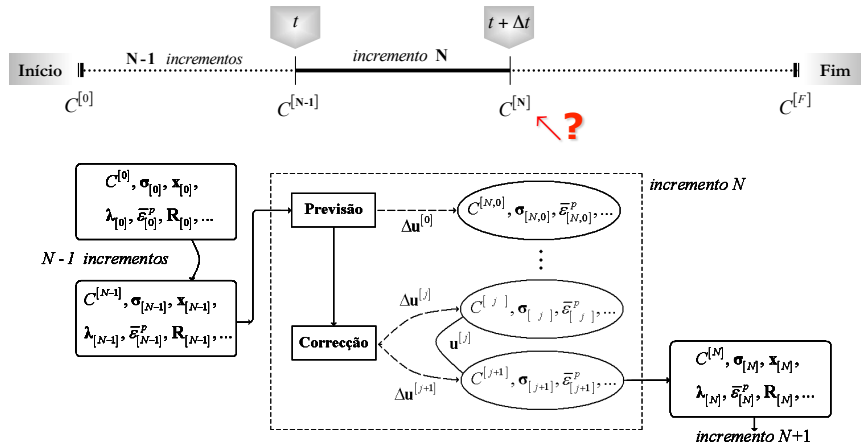 t
t + Δt
N-1 incrementos
incremento N
Início
Fim
C^[0]
C^[N-1]
C^[N]
C^[F]
?
C^[0], σ_[0], x_[0],
λ_[0], ε̄^p_[0], R_[0], ...
N - 1 incrementos
C^[N-1], σ_[N-1], x_[N-1],
λ_[N-1], ε̄^p_[N-1], R_[N-1], ...
incremento N
Previsão
Δu^[0]
C^[N,0], σ_[N,0], ε̄^p_[N,0], ...
⋮
Δu^[j]
C^[ j ], σ_[ j ], ε̄^p_[ j ], ...
Correcção
u^[j]
Δu^[j+1]
C^[j+1], σ_[j+1], ε̄^p_[j+1], ...
C^[N], σ_[N], x_[N],
λ_[N], ε̄^p_[N], R_[N], ...
incremento N+1